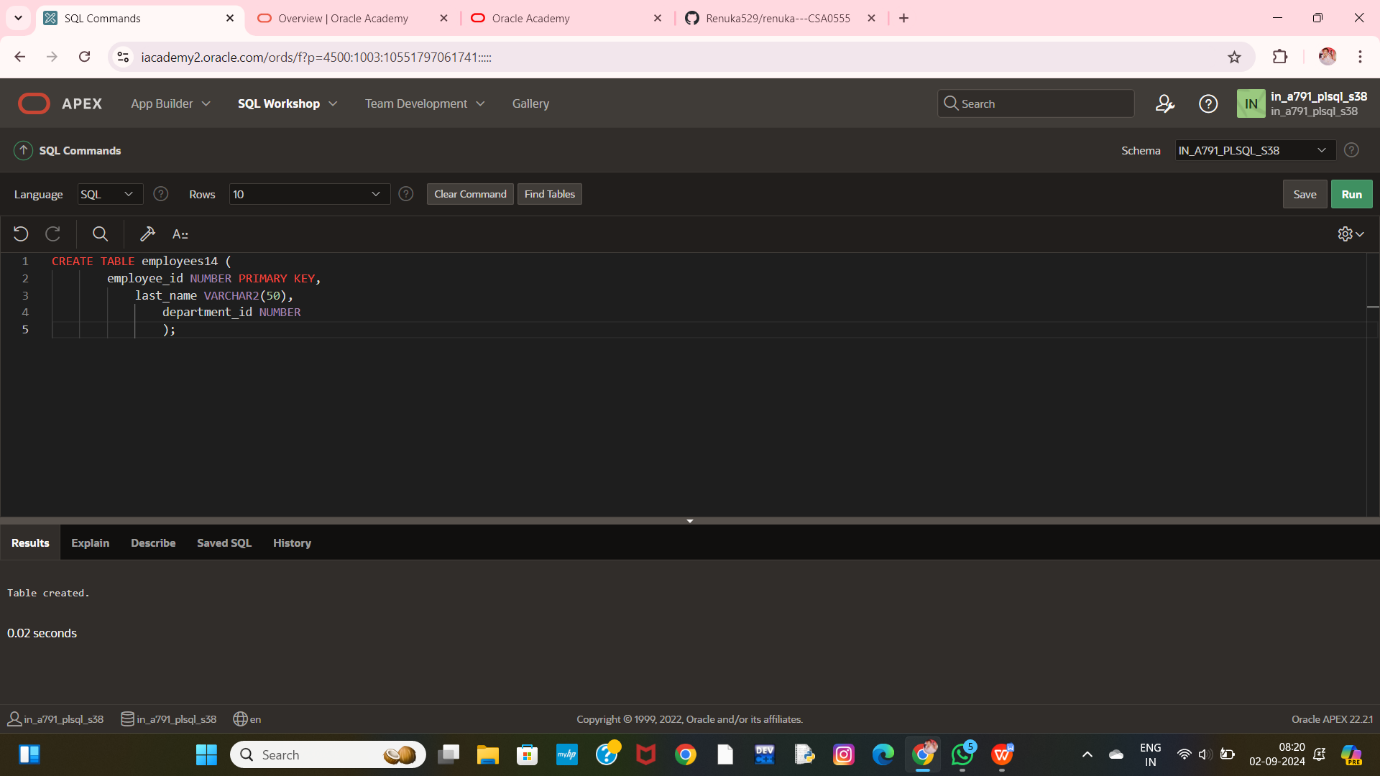 SQL Commands
Overview | Oracle Academy
Oracle Academy
Renuka529/renuka---CSA0555
iacademy2.oracle.com/ords/f?p=4500:1003:10551797061741:::::
APEX
App Builder
SQL Workshop
Team Development
Gallery
Search
IN
in_a791_plsql_s38
in_a791_plsql_s38
SQL Commands
Schema
IN_A791_PLSQL_S38
Language
SQL
Rows
10
Clear Command
Find Tables
Save
Run
1 CREATE TABLE employees14 (
2 employee_id NUMBER PRIMARY KEY,
3 last_name VARCHAR2(50),
4 department_id NUMBER
5 );
Results
Explain
Describe
Saved SQL
History
Table created.
0.02 seconds
in_a791_plsql_s38
in_a791_plsql_s38
en
Copyright © 1999, 2022, Oracle and/or its affiliates.
Oracle APEX 22.2.1
Search
myhp
DEV
5
W
ENG
IN
08:20
02-09-2024
PRE